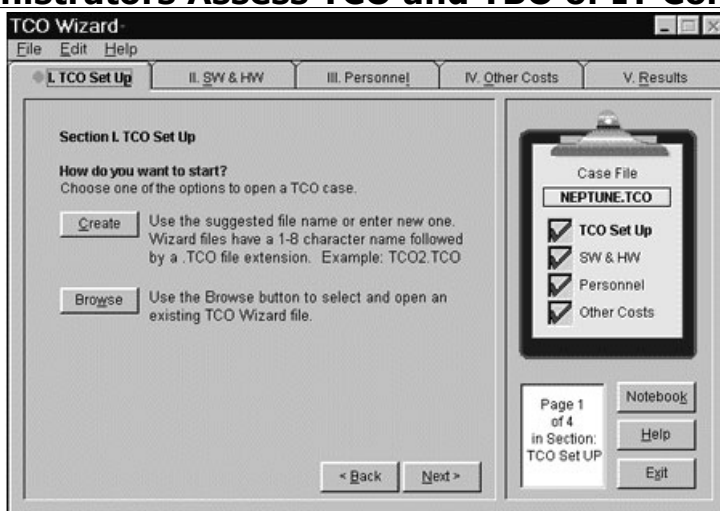 nistrators Assess TCO and TBO of IT Co
TCO Wizard-
File Edit Help
I. TCO Set Up
II. SW & HW
III. Personnel
IV. Other Costs
V. Results
Section I. TCO Set Up
How do you want to start?
Choose one of the options to open a TCO case.
Create
Use the suggested file name or enter new one.
Wizard files have a 1-8 character name followed
by a .TCO file extension. Example: TCO2.TCO
Browse
Use the Browse button to select and open an
existing TCO Wizard file.
< Back
Next >
Case File
NEPTUNE.TCO
TCO Set Up
SW & HW
Personnel
Other Costs
Page 1
of 4
in Section:
TCO Set UP
Notebook
Help
Exit